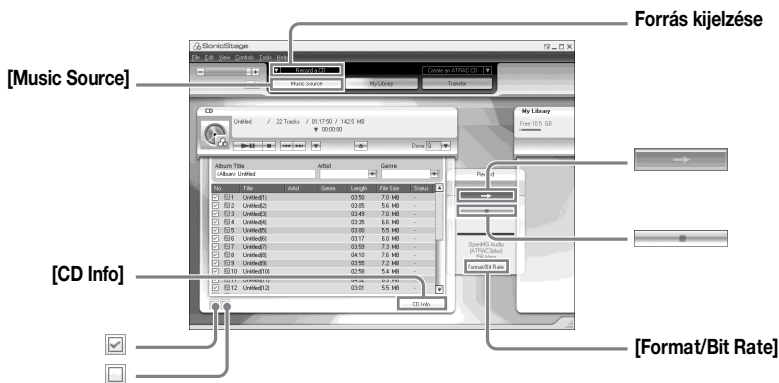 Forrás kijelzése
SonicStage
File Edit View Controls Tools Help
Record a CD
Create an ATRAC CD
[Music Source]
Music Source
My Library
Transfer
CD
My Library
Untitled / 22 Tracks / 01:17:50 / 142.5 MB
00:00:00
Free:10.5 GB
Drive: Q
Album Title Artist Genre
<Album> Untitled
Record
No. Title Artist Genre Length File Size Status
1 Untitled(1) 03:50 7.0 MB -
2 Untitled(2) 03:05 5.6 MB -
3 Untitled(3) 03:49 7.0 MB -
4 Untitled(4) 03:35 6.6 MB -
5 Untitled(5) 03:00 5.5 MB -
6 Untitled(6) 03:17 6.0 MB -
7 Untitled(7) 03:59 7.3 MB -
8 Untitled(8) 04:10 7.6 MB -
9 Untitled(9) 03:55 7.2 MB -
10 Untitled(10) 02:58 5.4 MB -
12 Untitled(12) 03:01 5.5 MB -
OpenMG Audio
(ATRAC3plus)
Format/Bit Rate
[CD Info]
CD Info
[Format/Bit Rate]